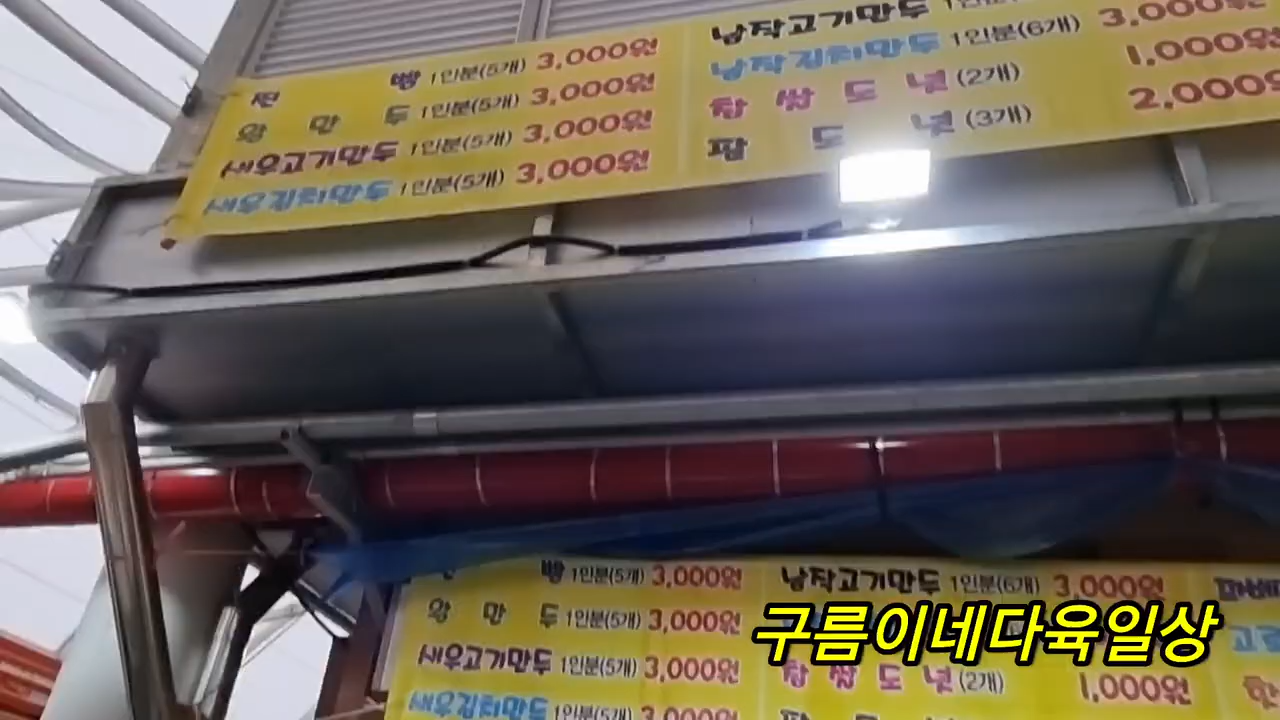 찐 빵 1인분(5개) 3,000원
왕 만 두 1인분(5개) 3,000원
새우고기만두 1인분(5개) 3,000원
새우김치만두 1인분(5개) 3,000원
납작고기만두 1인분
납작김치만두 1인분(6개) 3,000원
찹 쌀 도 넛 (2개) 1,000원
팥 도 넛 (3개) 2,000원
빵 1인분(5개) 3,000원
왕 만 두 1인분(5개) 3,000원
새우고기만두 1인분(5개) 3,000원
새우김치만두 1인분(5개) 3,000원
납작고기만두 1인분(6개) 3,000원
찹 쌀 도 넛 (2개) 1,000원
구름이네다육일상